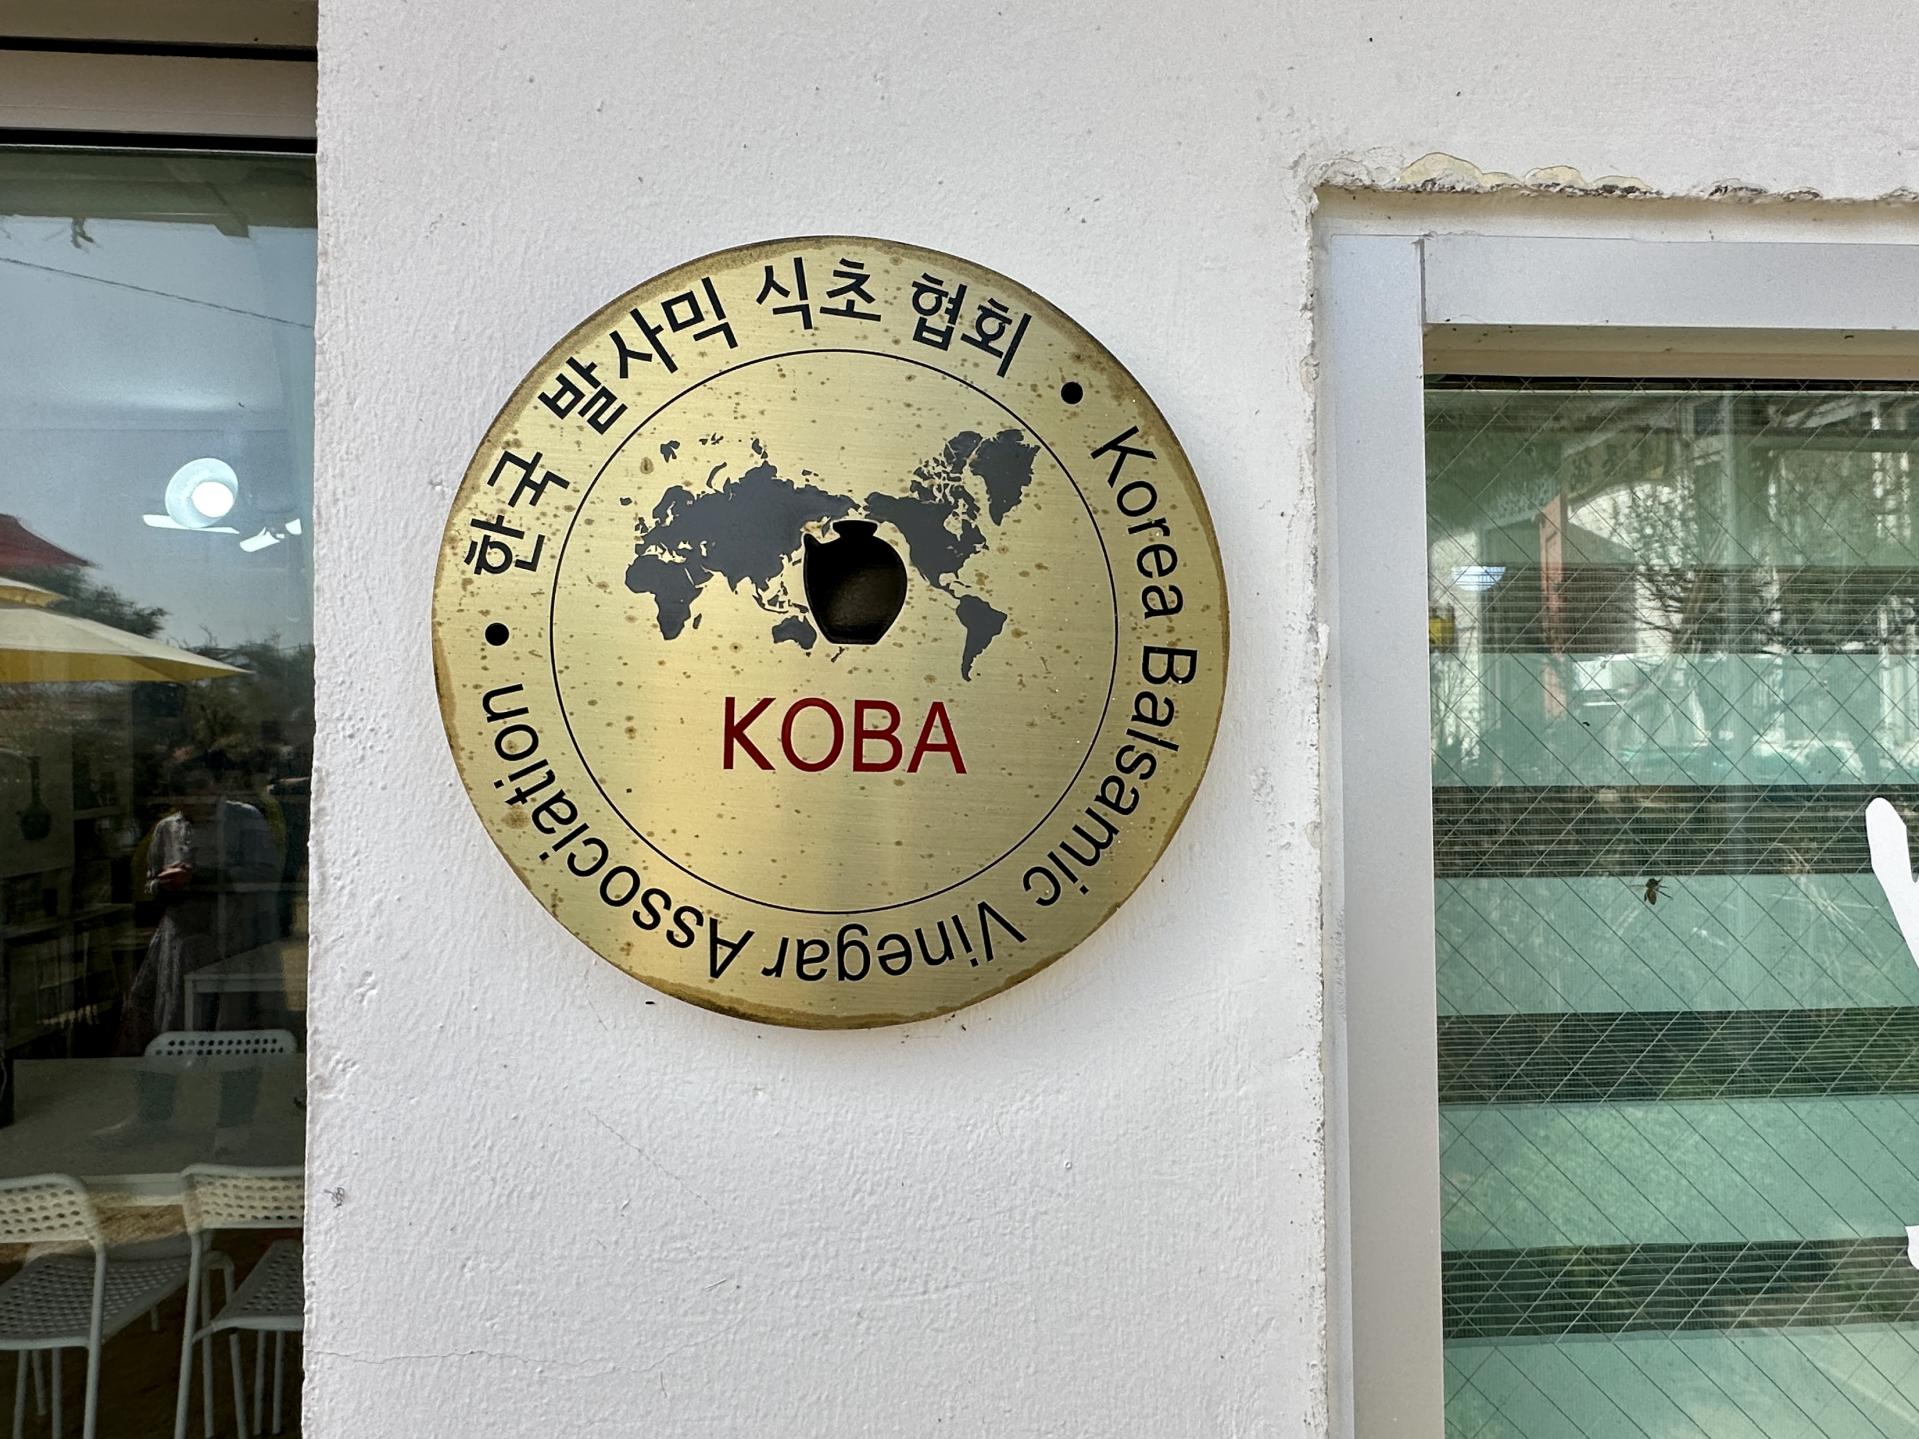 한국 발사믹 식초 협회 • Korea Balsamic Vinegar Association •
KOBA